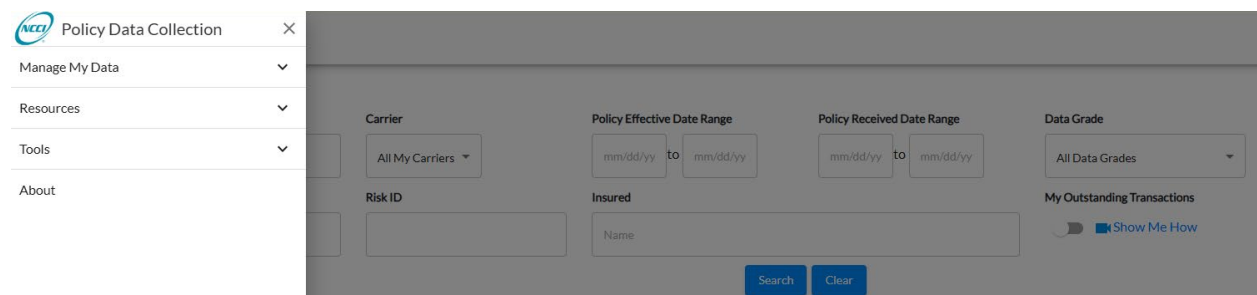 NCCI Policy Data Collection
Manage My Data
Resources
Tools
About
Carrier Policy Effective Date Range Policy Received Date Range Data Grade
All My Carriers mm/dd/yy to mm/dd/yy mm/dd/yy to mm/dd/yy All Data Grades
Risk ID Insured My Outstanding Transactions
Name Show Me How
Search Clear